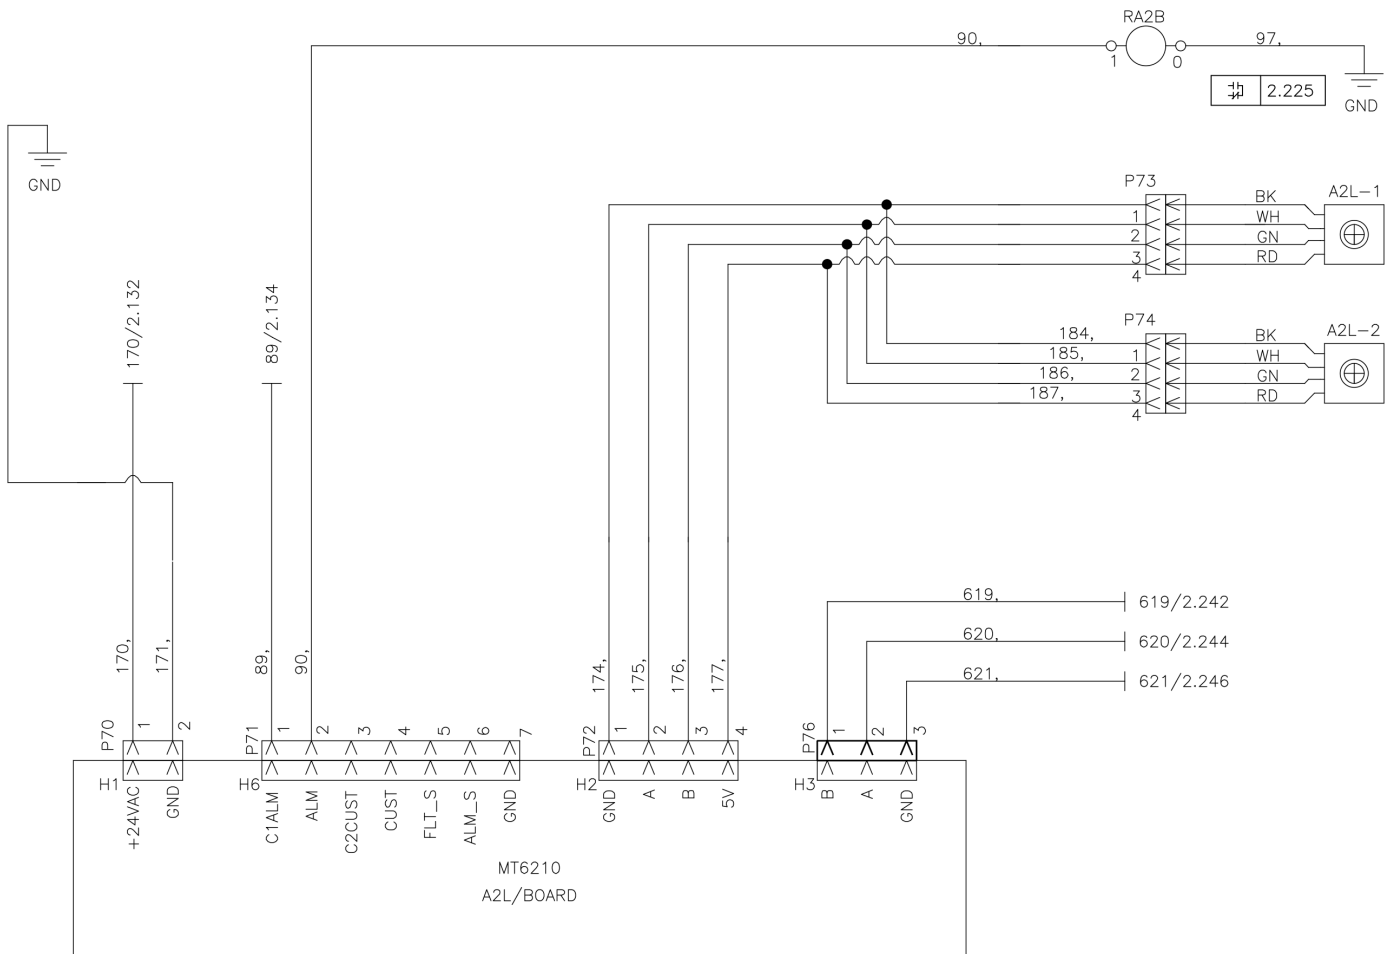 RA2B
90,
97,
1
0
2.225
GND
GND
P73
BK
A2L-1
1
WH
2
GN
3
RD
4
170/2.132
89/2.134
P74
184,
BK
A2L-2
185,
1
WH
186,
2
GN
187,
3
RD
4
619,
619/2.242
620,
620/2.244
621,
621/2.246
170,
171,
89,
90,
174,
175,
176,
177,
P70
1
2
P71
1
2
3
4
5
6
7
P72
1
2
3
4
P76
1
2
3
H1
H6
H2
H3
+24VAC
GND
C1ALM
ALM
C2CUST
CUST
FLT_S
ALM_S
GND
GND
A
B
5V
B
A
GND
MT6210
A2L/BOARD